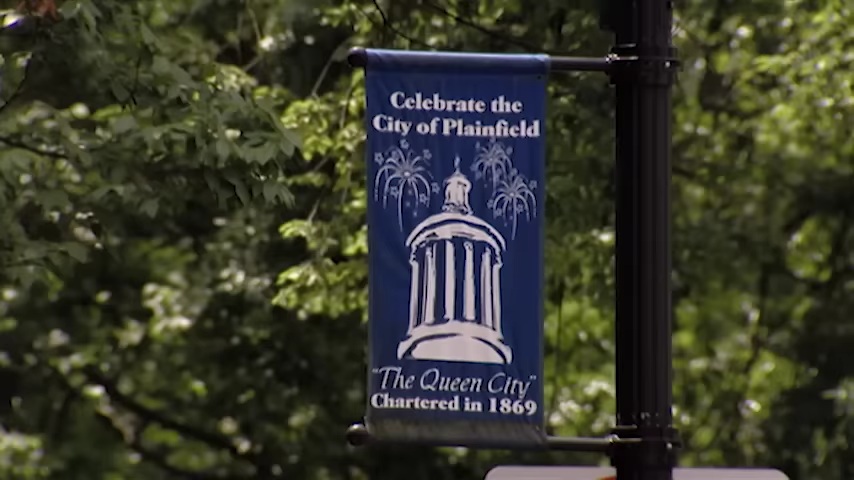 Celebrate the
City of Plainfield
"The Queen City"
Chartered in 1869